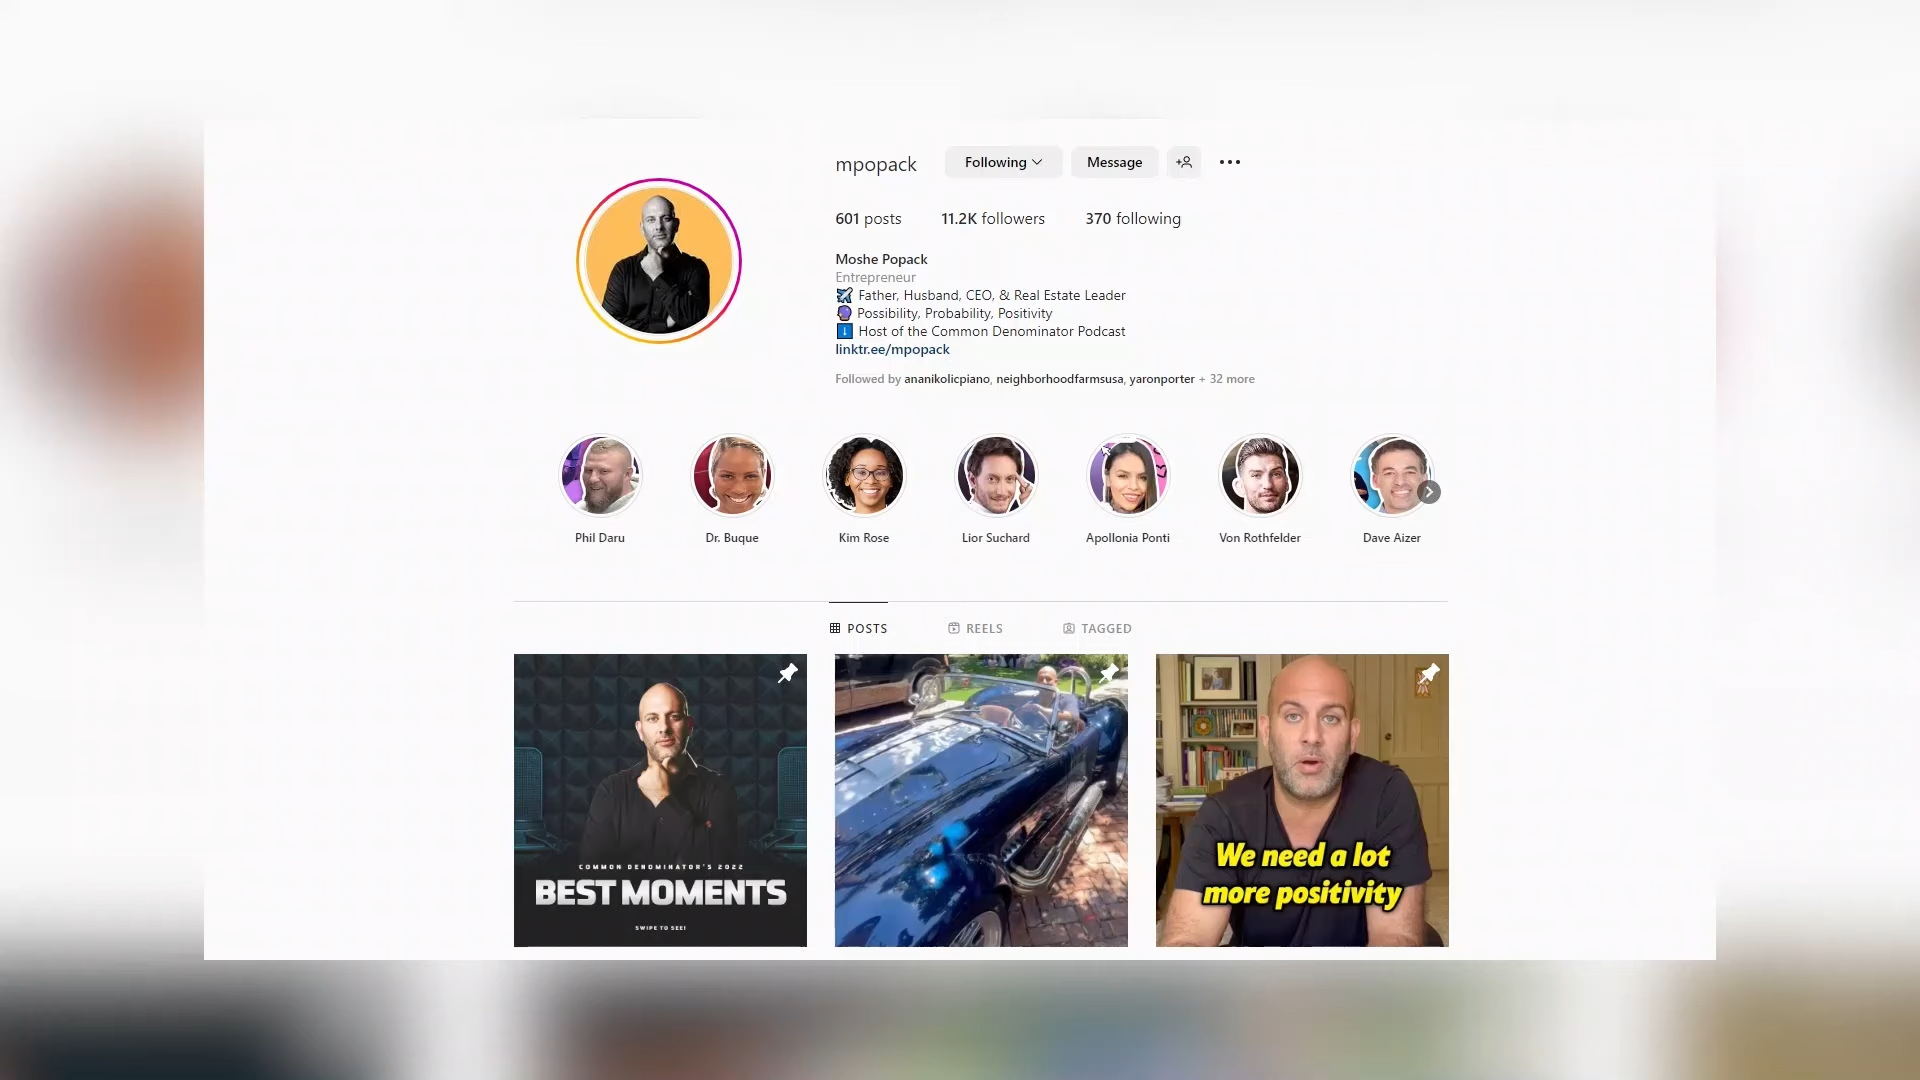 mpopack
Following
Message
601 posts
11.2K followers
370 following
Moshe Popack
Entrepreneur
Father, Husband, CEO, & Real Estate Leader
Possibility, Probability, Positivity
Host of the Common Denominator Podcast
linktr.ee/mpopack
Followed by ananikolicpiano, neighborhoodfarmsusa, yaronporter + 32 more
Phil Daru
Dr. Buque
Kim Rose
Lior Suchard
Apollonia Ponti
Von Rothfelder
Dave Aizer
POSTS
REELS
TAGGED
COMMON DENOMINATOR'S 2022
BEST MOMENTS
SWIPE TO SEE!
We need a lot
more positivity